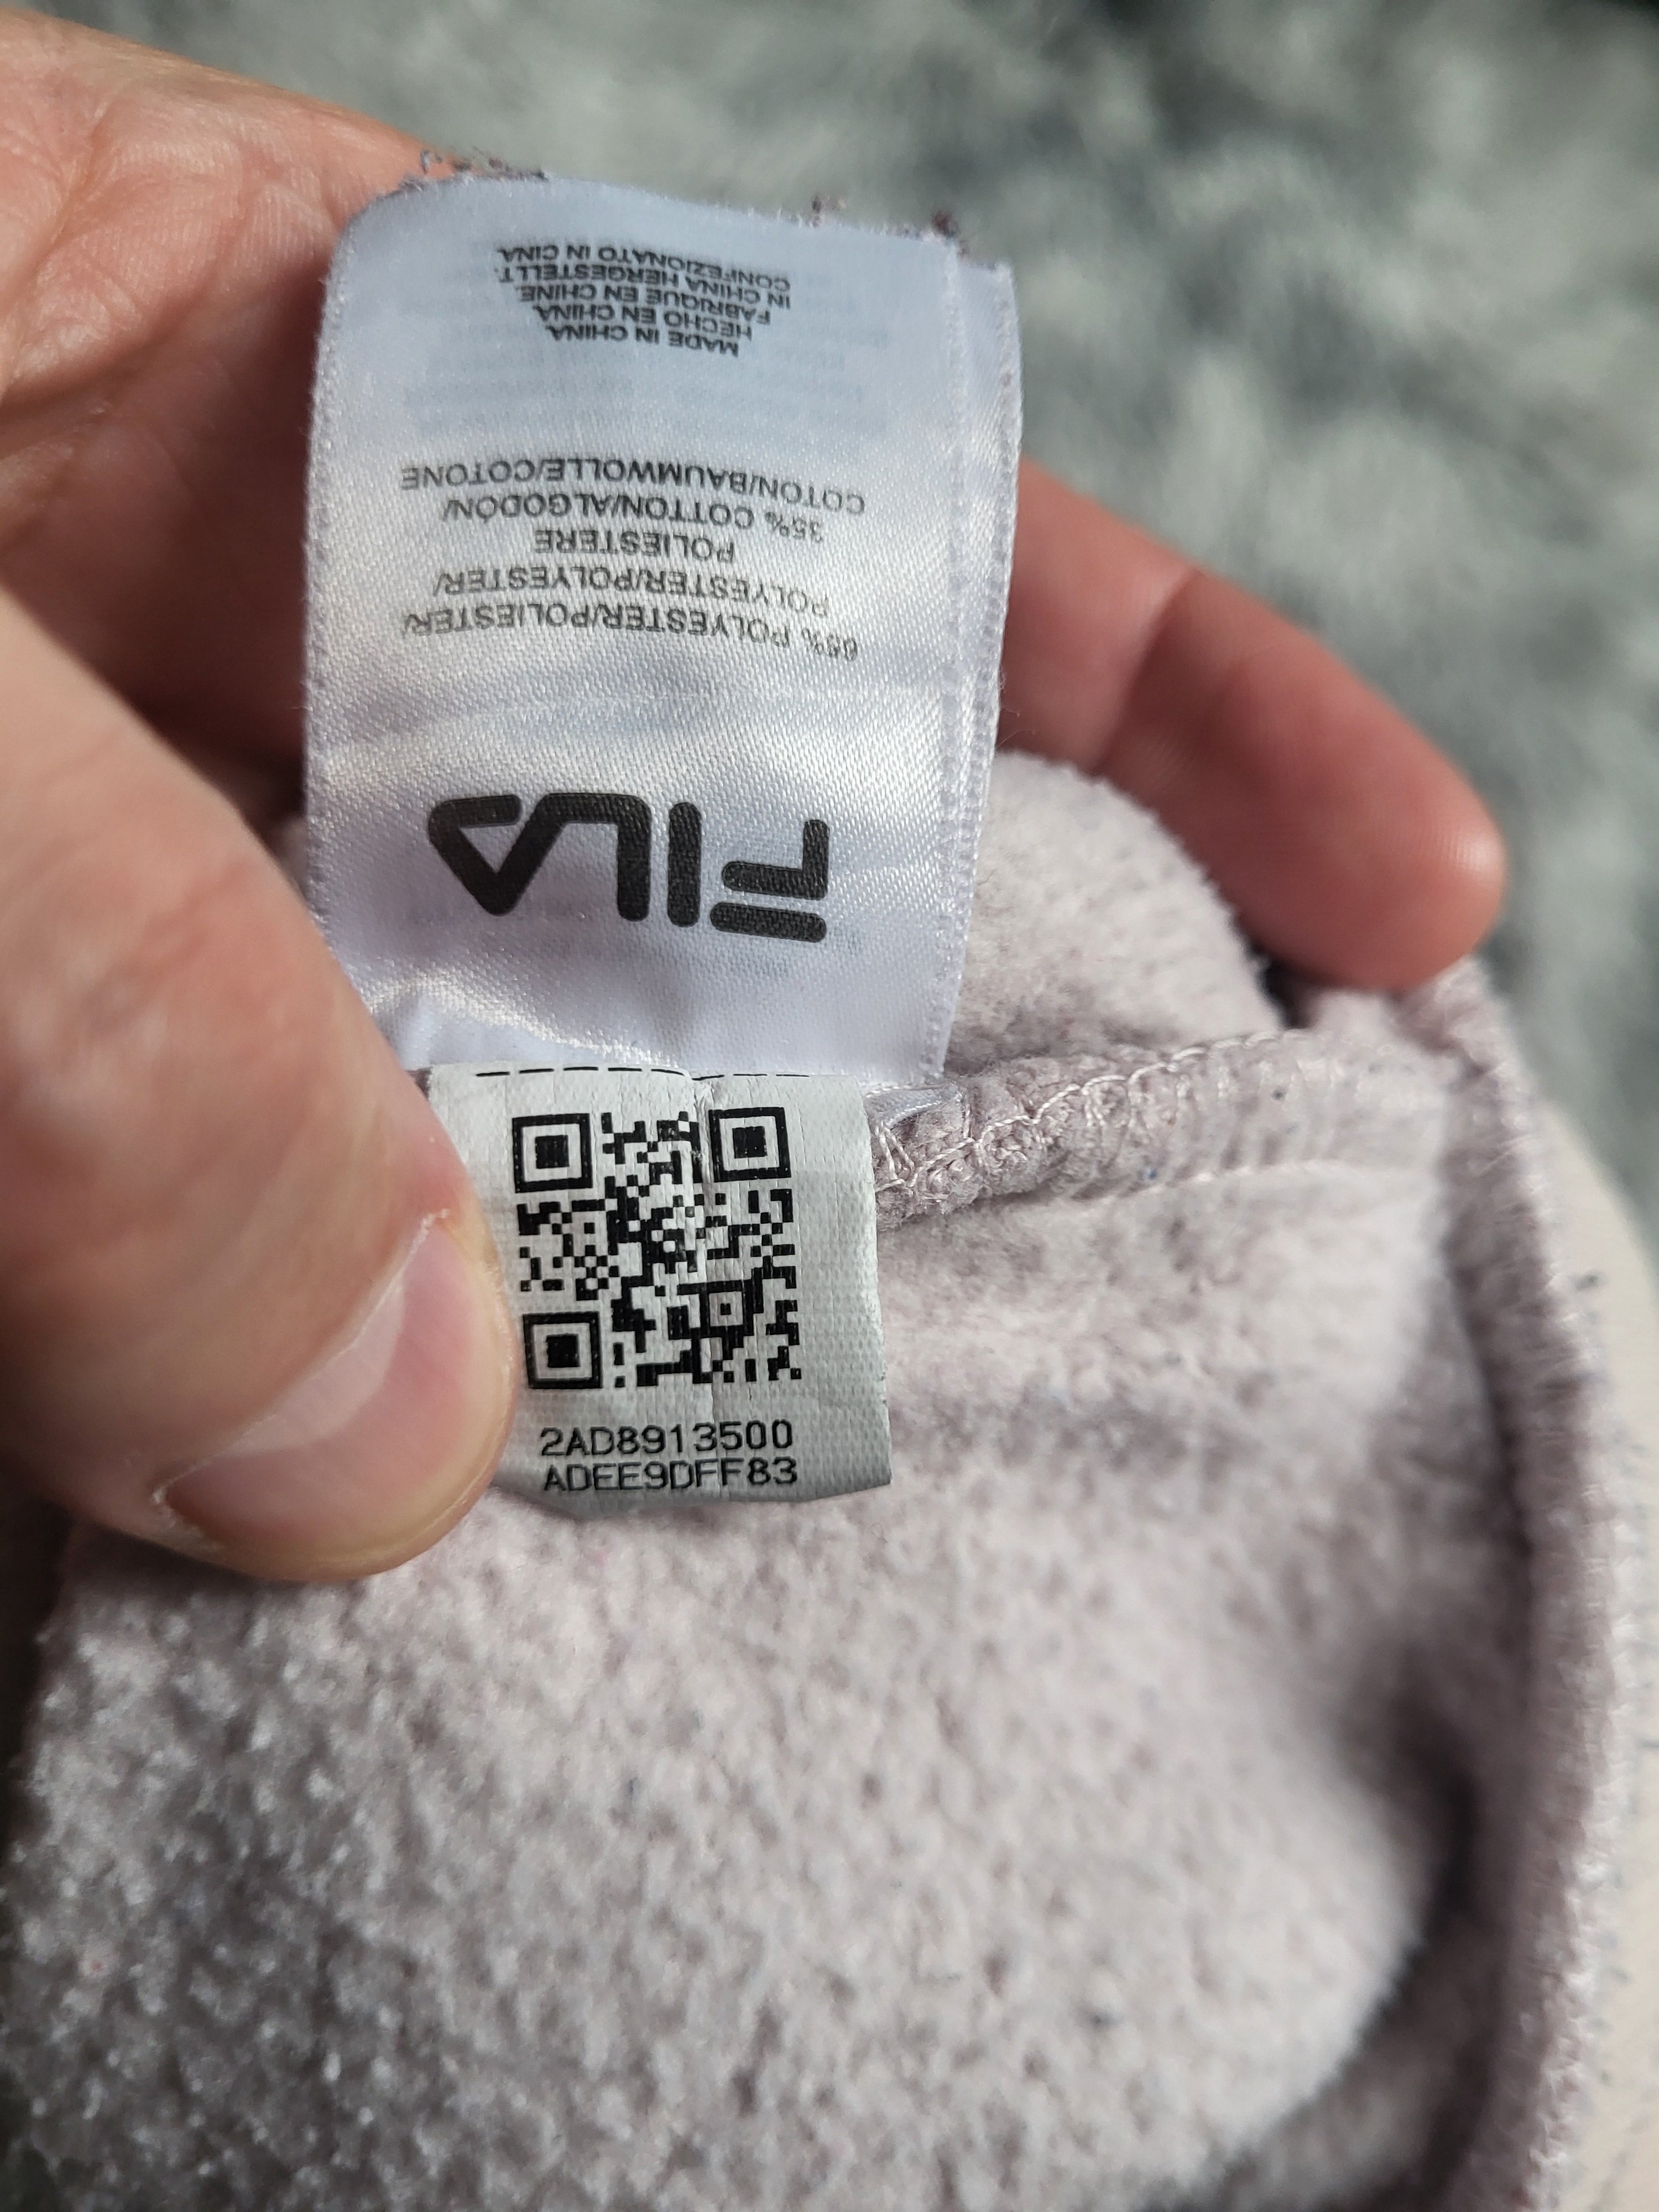 FILA
65% POLYESTER/POLIESTER/
POLYESTER/POLYESTER/
POLIESTERE
35% COTTON/ALGODÓN/
COTON/BAUMWOLLE/COTONE
MADE IN CHINA
HECHO EN CHINA
FABRIQUE EN CHINE.
IN CHINA HERGESTELLT.
CONFEZIONATO IN CINA
2AD8913500
ADEE9DFF83